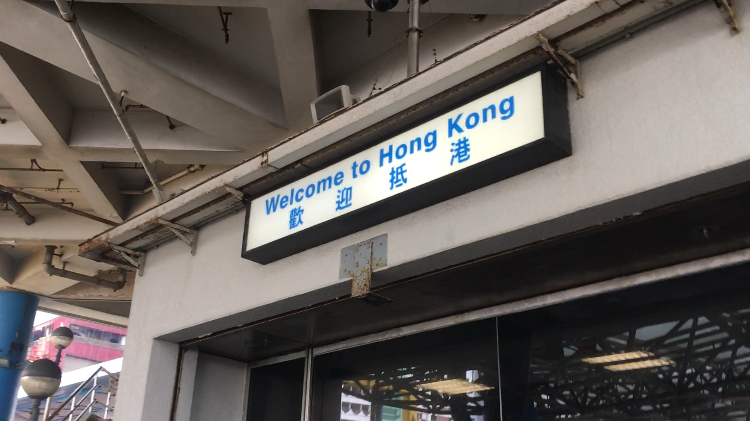 Welcome to Hong Kong
歡迎抵港